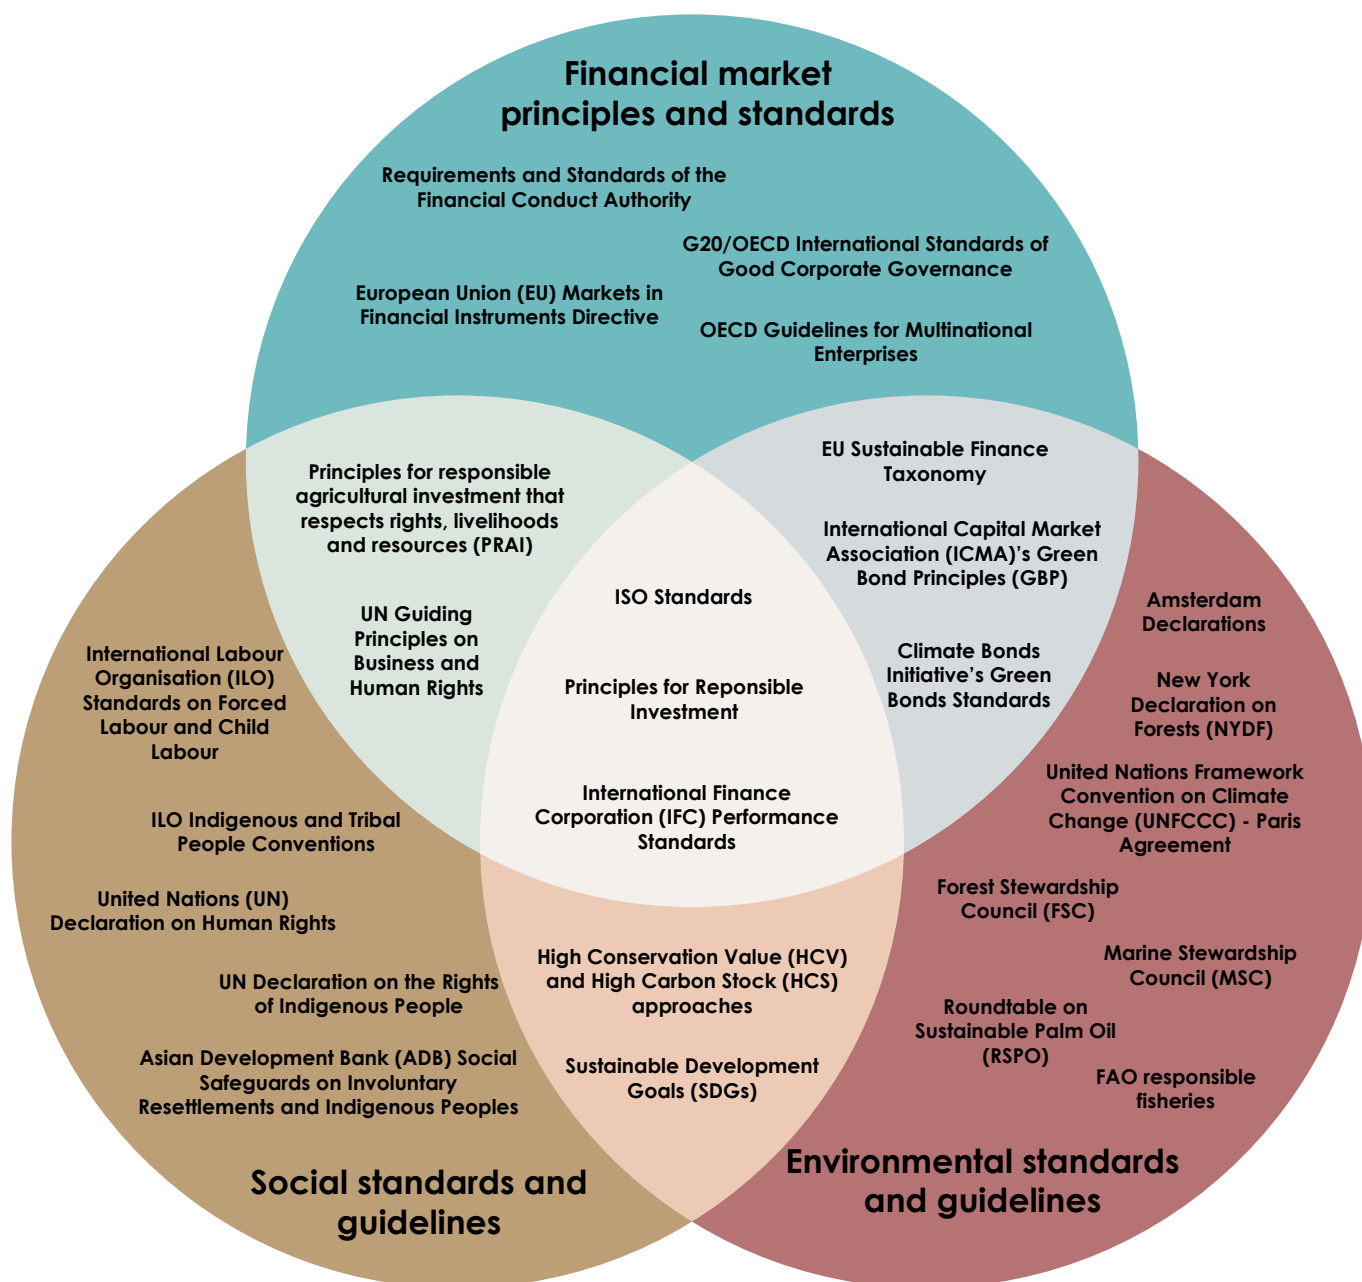 Financial market
principles and standards
Requirements and Standards of the
Financial Conduct Authority
G20/OECD International Standards of
Good Corporate Governance
European Union (EU) Markets in
Financial Instruments Directive
OECD Guidelines for Multinational
Enterprises
Principles for responsible
agricultural investment that
respects rights, livelihoods
and resources (PRAI)
UN Guiding
Principles on
Business and
Human Rights
EU Sustainable Finance
Taxonomy
International Capital Market
Association (ICMA)’s Green
Bond Principles (GBP)
Climate Bonds
Initiative’s Green
Bonds Standards
ISO Standards
Principles for Reponsible
Investment
International Finance
Corporation (IFC) Performance
Standards
International Labour
Organisation (ILO)
Standards on Forced
Labour and Child
Labour
ILO Indigenous and Tribal
People Conventions
United Nations (UN)
Declaration on Human Rights
UN Declaration on the Rights
of Indigenous People
Asian Development Bank (ADB) Social
Safeguards on Involuntary
Resettlements and Indigenous Peoples
Social standards and
guidelines
High Conservation Value (HCV)
and High Carbon Stock (HCS)
approaches
Sustainable Development
Goals (SDGs)
Amsterdam
Declarations
New York
Declaration on
Forests (NYDF)
United Nations Framework
Convention on Climate
Change (UNFCCC) - Paris
Agreement
Forest Stewardship
Council (FSC)
Marine Stewardship
Council (MSC)
Roundtable on
Sustainable Palm Oil
(RSPO)
FAO responsible
fisheries
Environmental standards
and guidelines